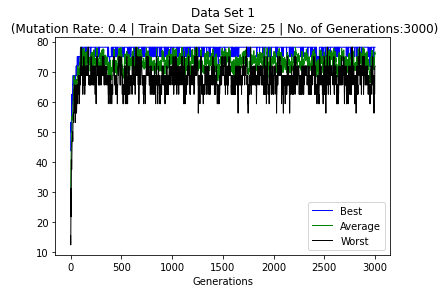 Data Set 1
(Mutation Rate: 0.4 | Train Data Set Size: 25 | No. of Generations:3000)
80
70
60
50
40
30
20
10
Best
Average
Worst
0 500 1000 1500 2000 2500 3000
Generations